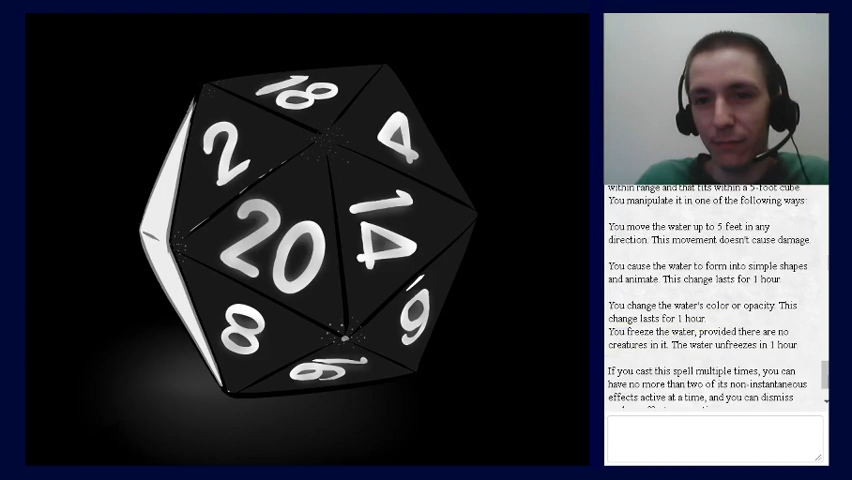 18
2
4
20
14
8
9
16
within range and that fits within a 5-foot cube.
You manipulate it in one of the following ways:
You move the water up to 5 feet in any
direction. This movement doesn't cause damage.
You cause the water to form into simple shapes
and animate. This change lasts for 1 hour.
You change the water's color or opacity. This
change lasts for 1 hour.
You freeze the water, provided there are no
creatures in it. The water unfreezes in 1 hour.
If you cast this spell multiple times, you can
have no more than two of its non-instantaneous
effects active at a time, and you can dismiss